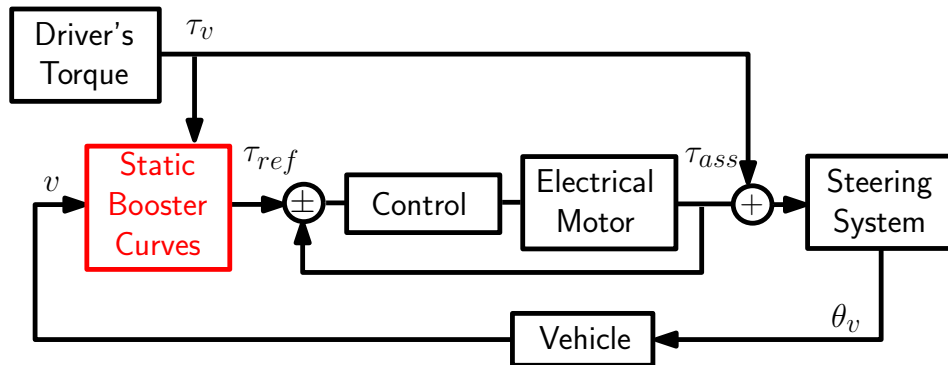 Driver's
Torque
τ_v
Static
Booster
Curves
v
τ_ref
±
Control
Electrical
Motor
τ_ass
+
Steering
System
θ_v
Vehicle